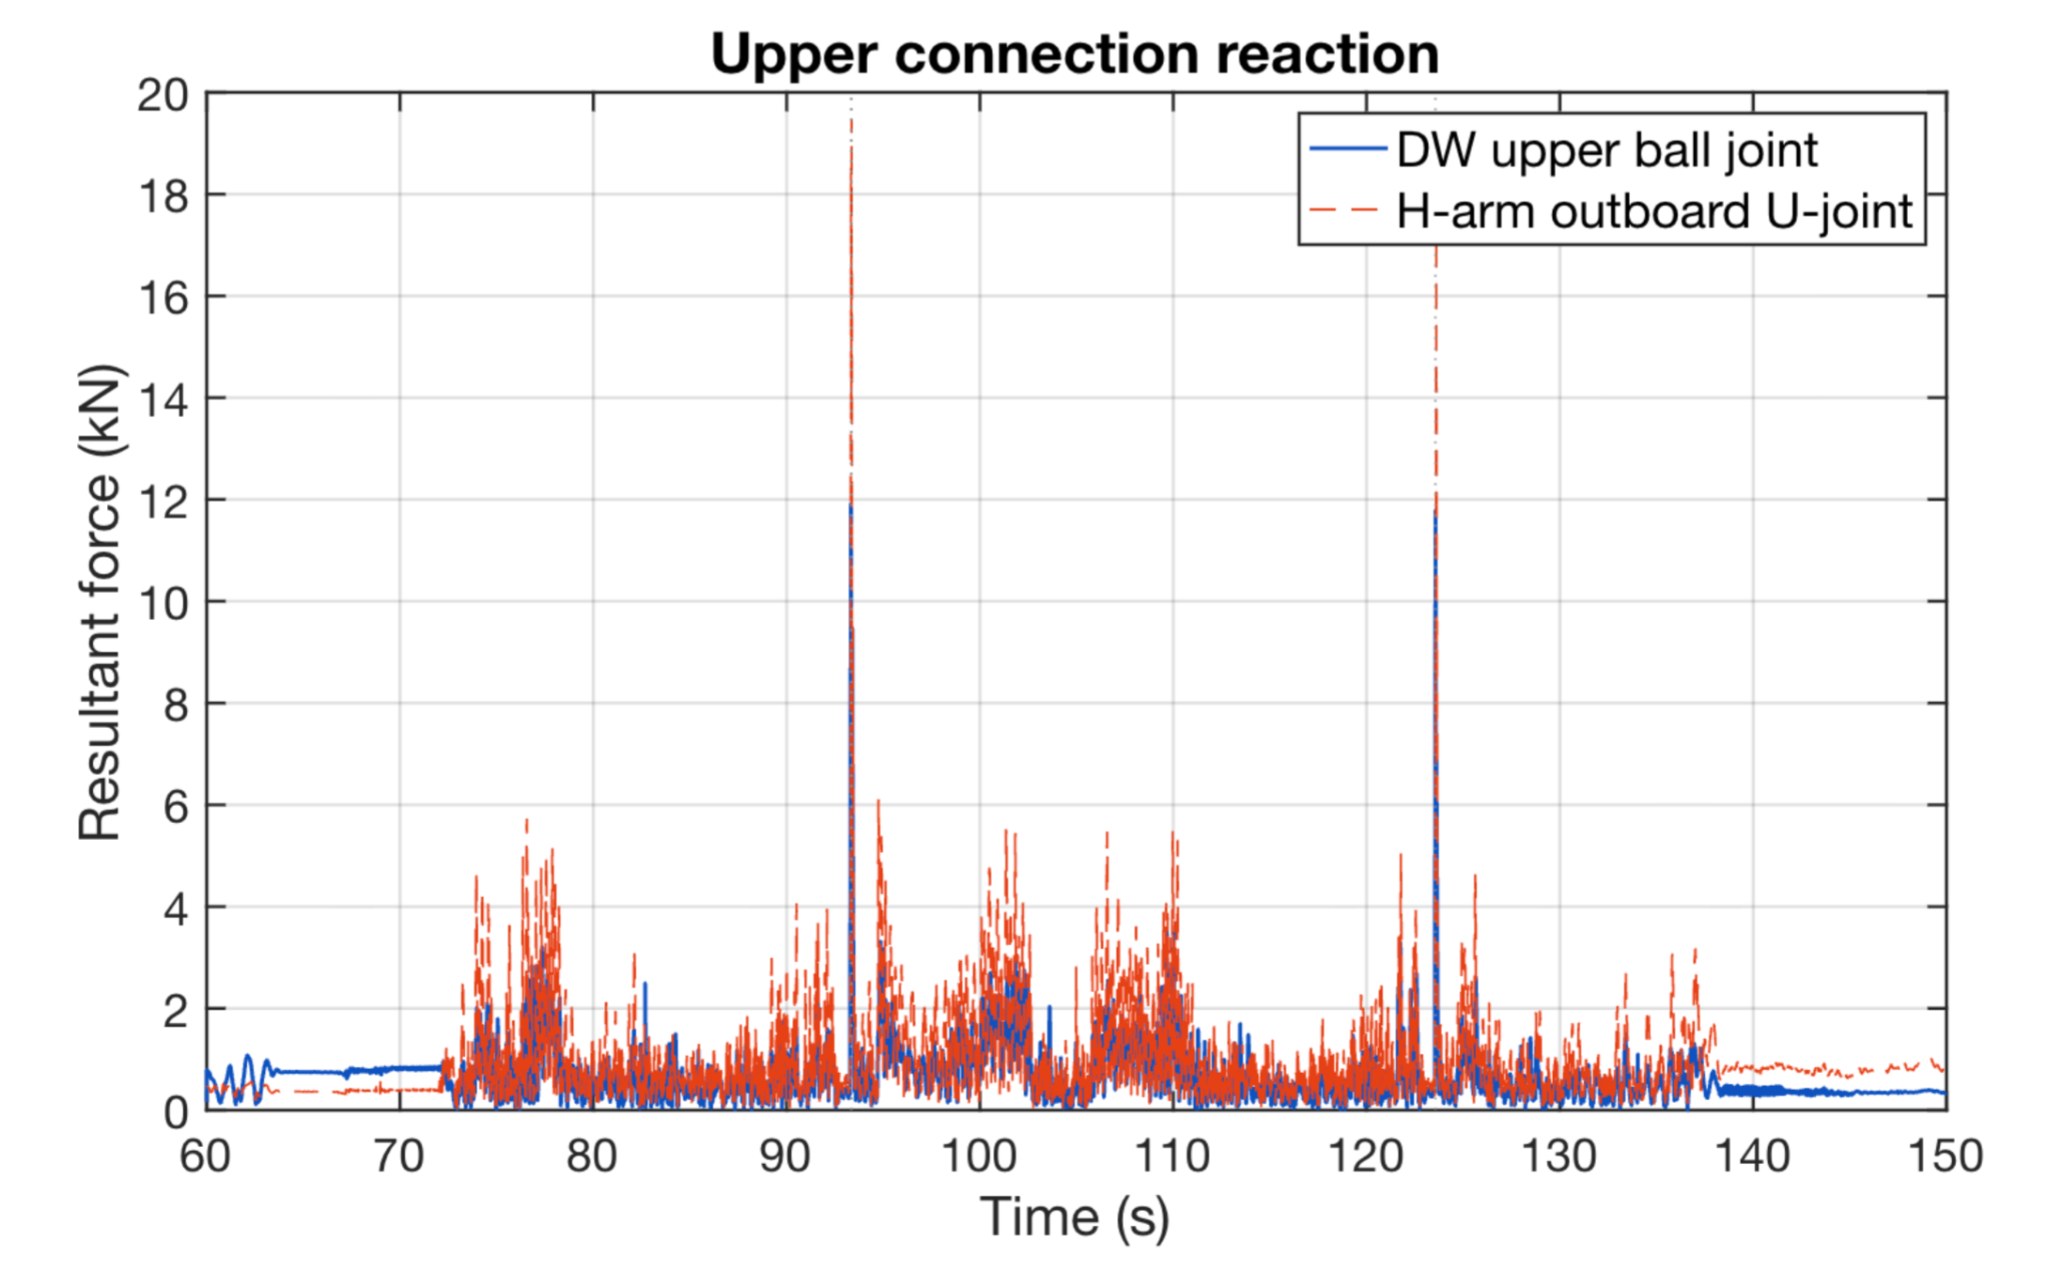 Upper connection reaction
20
18
16
14
12
10
8
6
4
2
0
Resultant force (kN)
DW upper ball joint
H-arm outboard U-joint
60 70 80 90 100 110 120 130 140 150
Time (s)